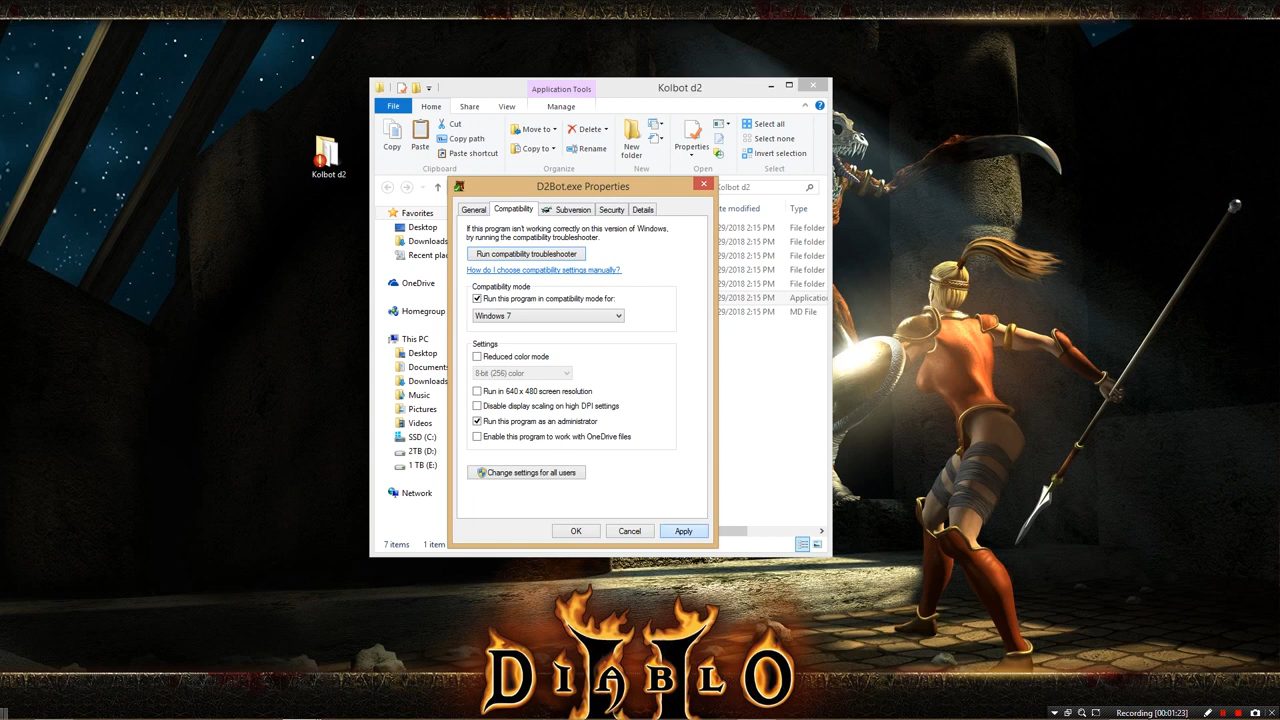 Application Tools
Kolbot d2
File
Home
Share
View
Manage
Copy
Paste
Cut
Copy path
Paste shortcut
Clipboard
Move to
Copy to
Delete
Rename
Organize
New
folder
New
Properties
Open
Select all
Select none
Invert selection
Select
Kolbot d2
Kolbot d2
D2Bot.exe Properties
General
Compatibility
Subversion
Security
Details
If this program isn't working correctly on this version of Windows,
try running the compatibility troubleshooter.
Run compatibility troubleshooter
How do I choose compatibility settings manually?
Compatibility mode
Run this program in compatibility mode for:
Windows 7
Settings
Reduced color mode
8-bit (256) color
Run in 640 x 480 screen resolution
Disable display scaling on high DPI settings
Run this program as an administrator
Enable this program to work with OneDrive files
Change settings for all users
OK
Cancel
Apply
Favorites
Desktop
Downloads
Recent plac
OneDrive
Homegroup
This PC
Desktop
Documents
Downloads
Music
Pictures
Videos
SSD (C:)
2TB (D:)
1 TB (E:)
Network
7 items
1 item
te modified
Type
29/2018 2:15 PM
File folder
29/2018 2:15 PM
File folder
29/2018 2:15 PM
File folder
29/2018 2:15 PM
File folder
29/2018 2:15 PM
File folder
29/2018 2:15 PM
Applicatio
29/2018 2:15 PM
MD File
DIABLO
II
Recording [00:01:23]